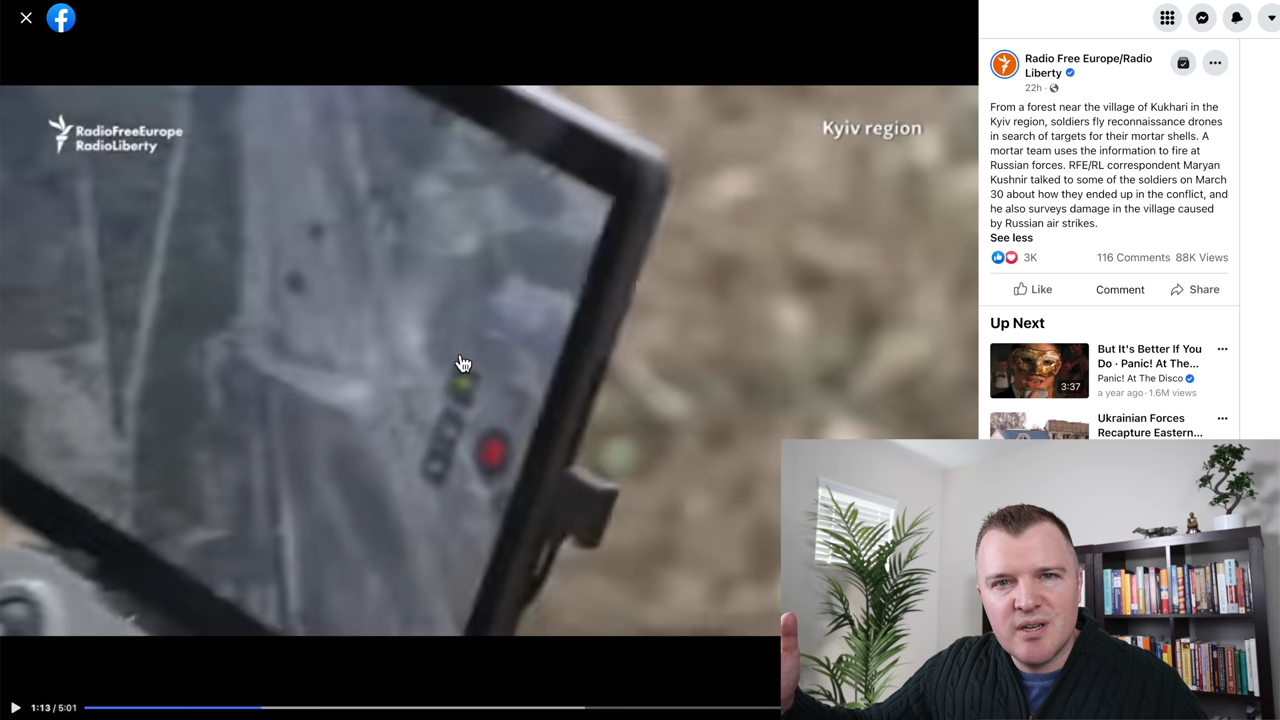 RadioFreeEurope
RadioLiberty
Kyiv region
Radio Free Europe/Radio
Liberty
22h ·
From a forest near the village of Kukhari in the
Kyiv region, soldiers fly reconnaissance drones
in search of targets for their mortar shells. A
mortar team uses the information to fire at
Russian forces. RFE/RL correspondent Maryan
Kushnir talked to some of the soldiers on March
30 about how they ended up in the conflict, and
he also surveys damage in the village caused
by Russian air strikes.
See less
3K
116 Comments 88K Views
Like Comment Share
Up Next
But It's Better If You
Do · Panic! At The...
Panic! At The Disco
a year ago · 1.6M views
3:37
Ukrainian Forces
Recapture Eastern...
1:13 / 5:01